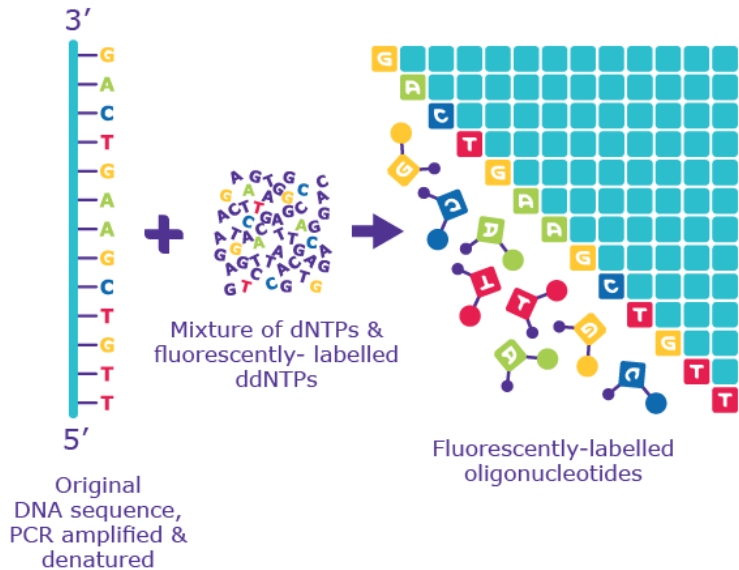 3’
G
A
C
T
G
A
A
G
C
T
G
T
T
5’
Original
DNA sequence,
PCR amplified &
denatured
Mixture of dNTPs &
fluorescently- labelled
ddNTPs
G
A
C
T
G
A
A
G
C
T
G
T
T
G
C
A
T
T
G
A
C
Fluorescently-labelled
oligonucleotides